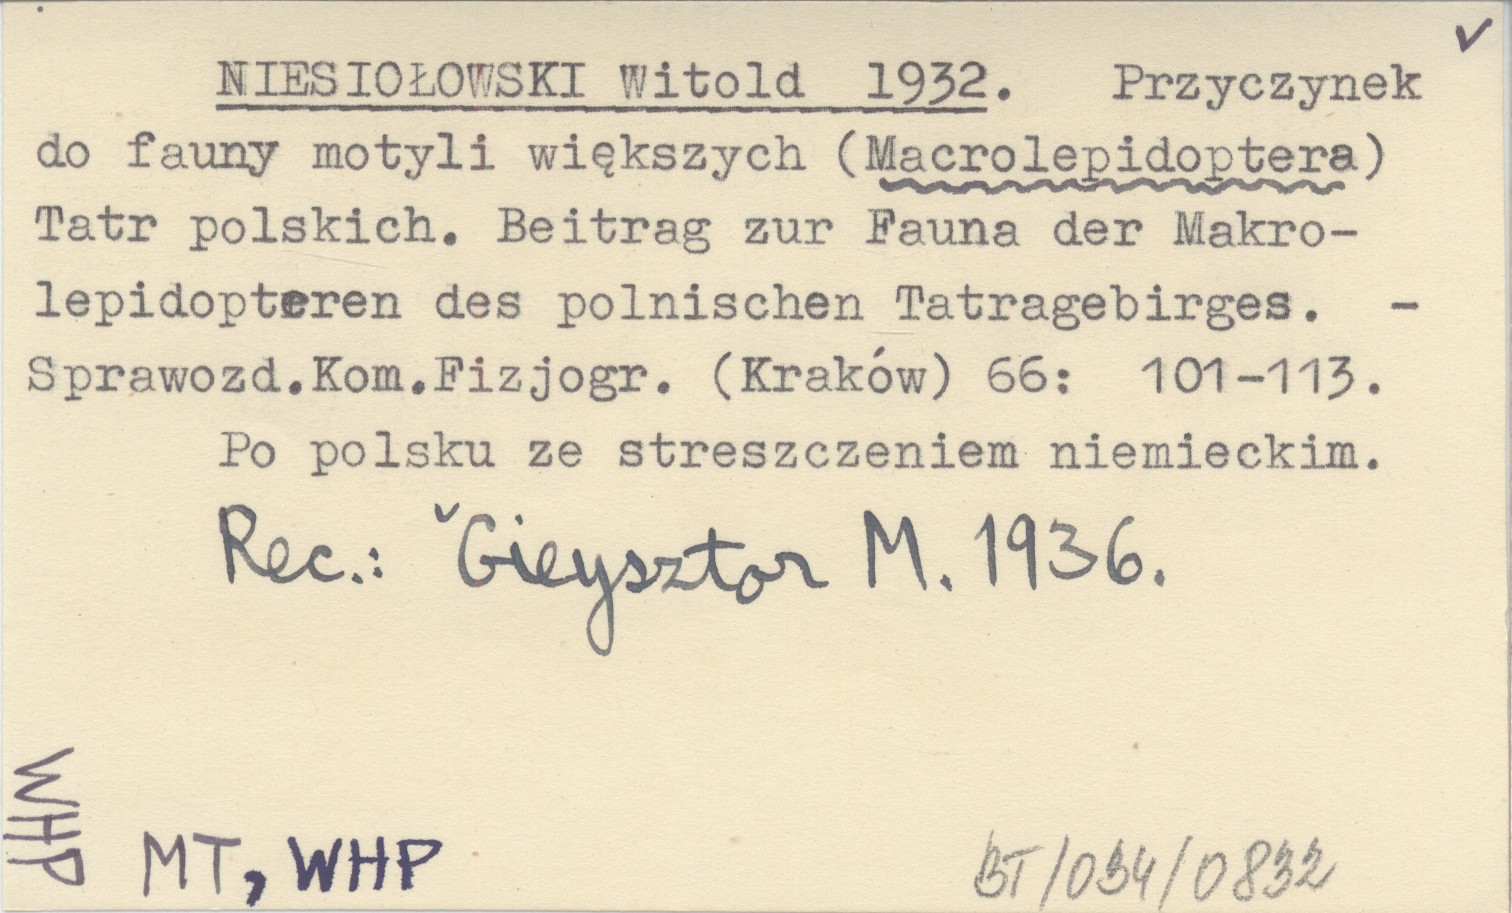 NIESIOŁOWSKI Witold 1932. Przyczynek
do fauny motyli większych (Macrolepidoptera)
Tatr polskich. Beitrag zur Fauna der Makro-
lepidopteren des polnischen Tatragebirges. -
Sprawozd.Kom.Fizjogr. (Kraków) 66: 101-113.
Po polsku ze streszczeniem niemieckim.
Rec.: Gieysztor M. 1936.
WHP
MT, WHP
BT/034/0832